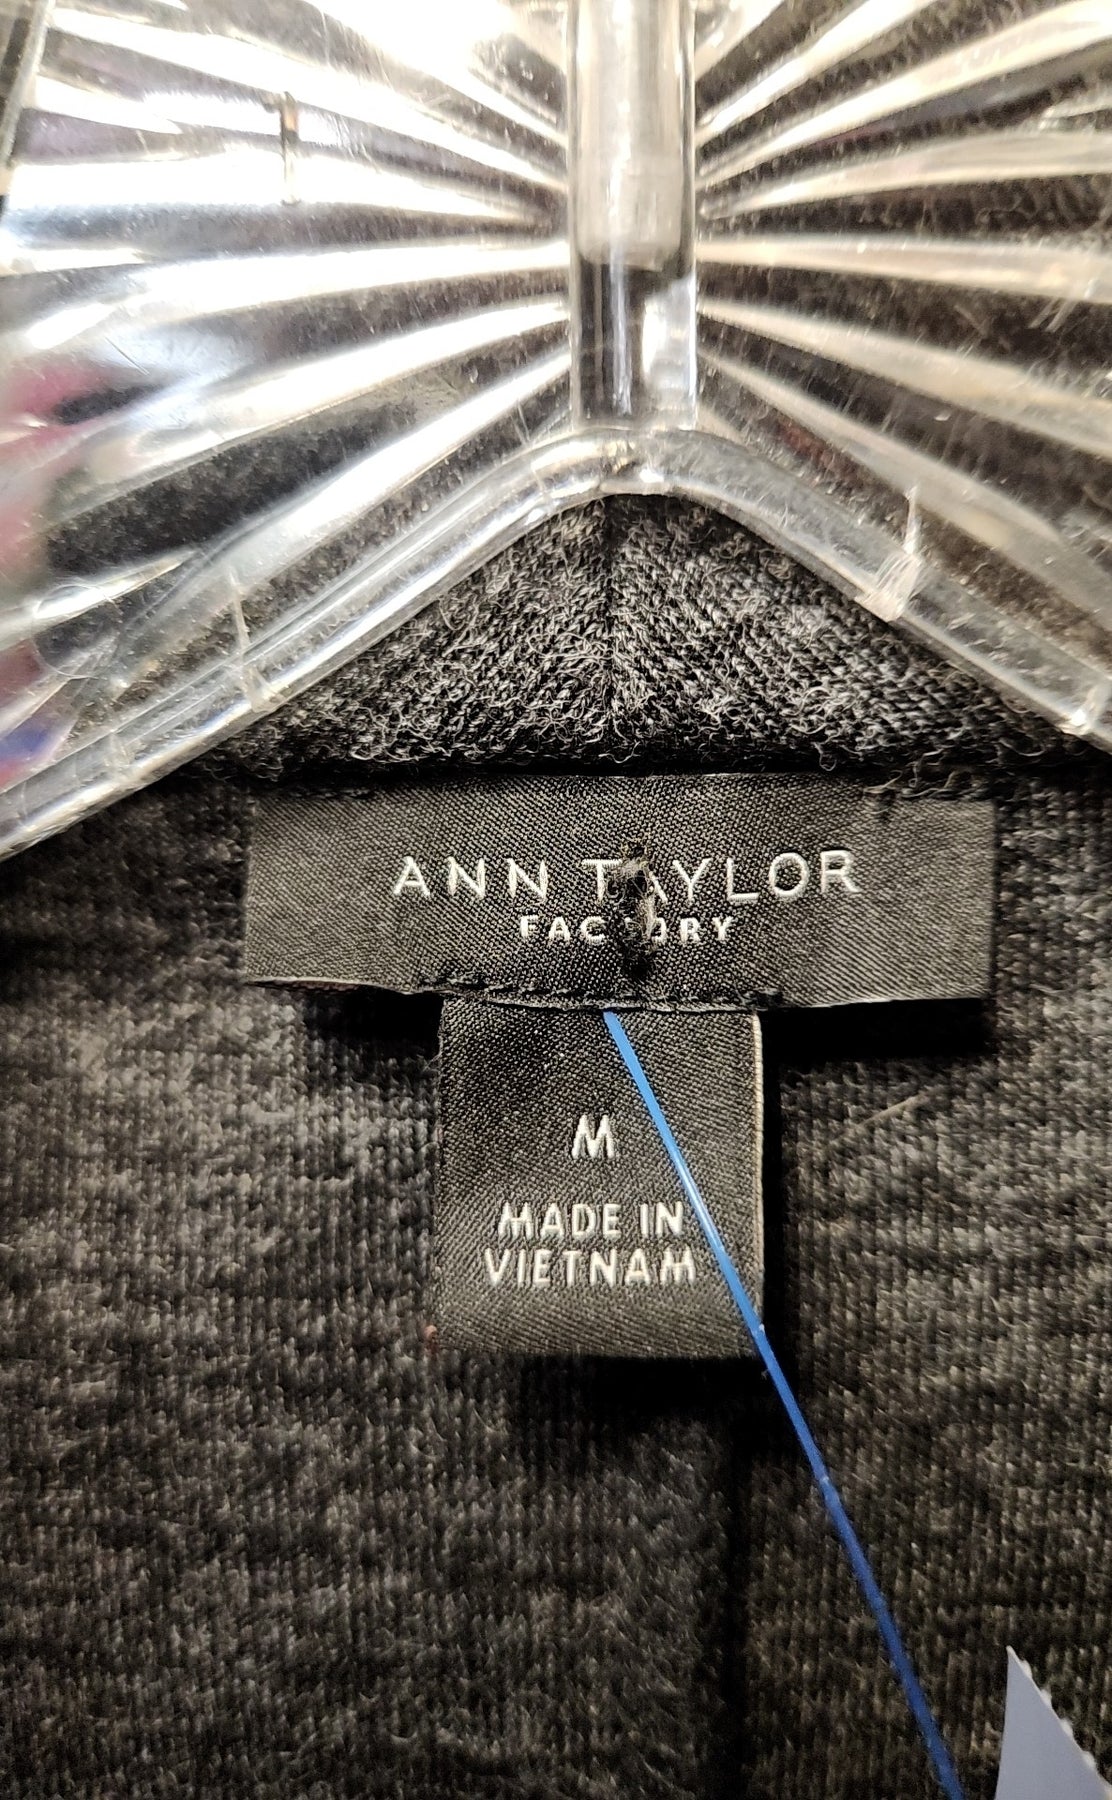 ANN TAYLOR
FACTORY
M
MADE IN
VIETNAM